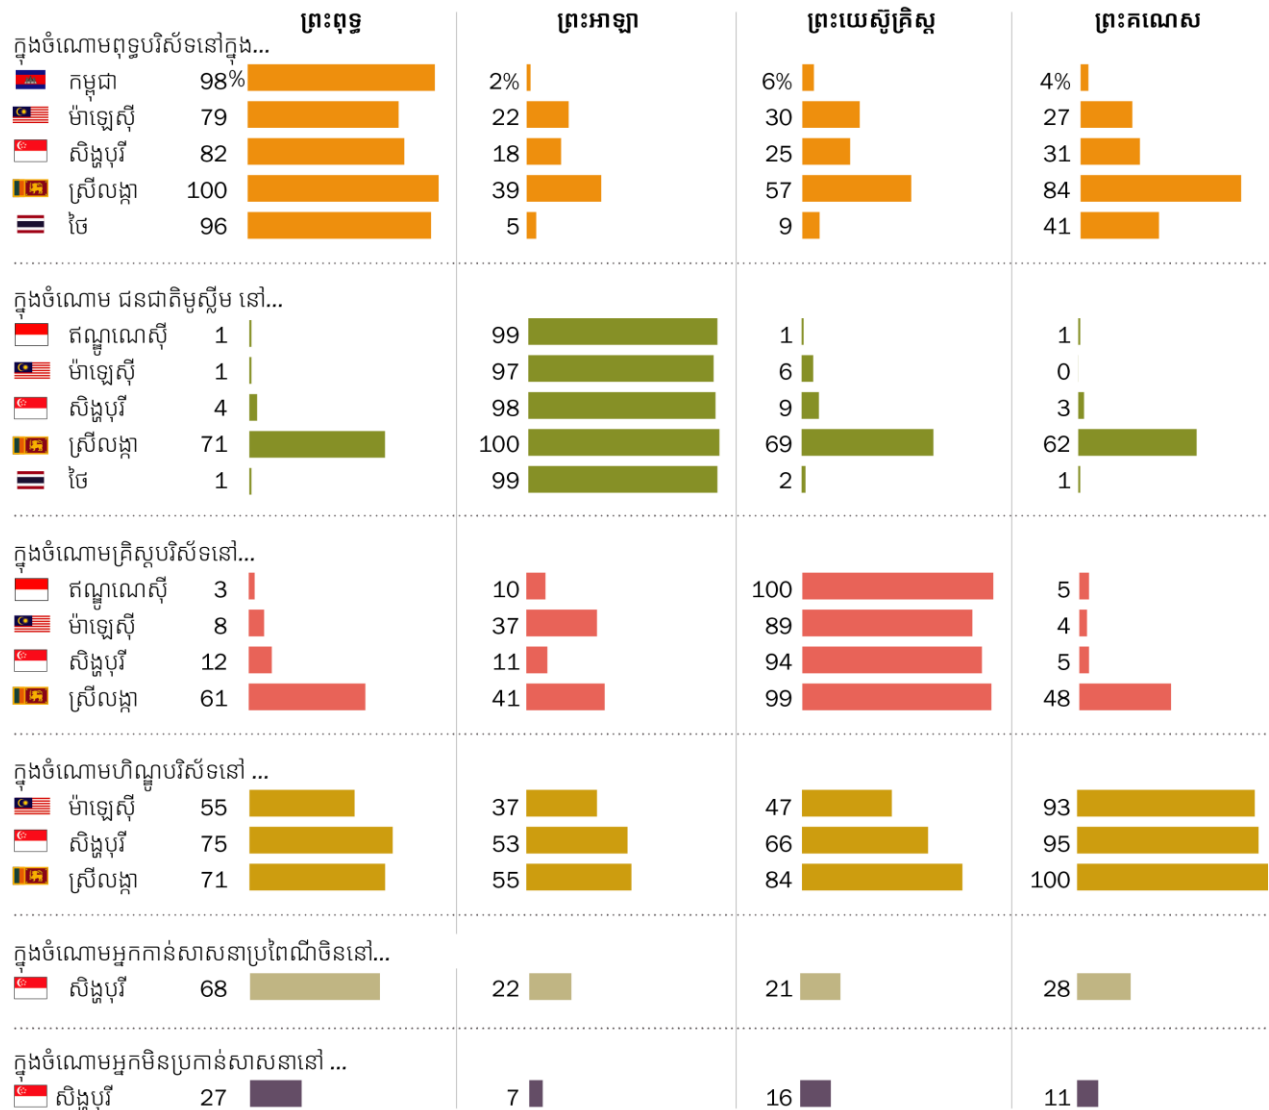 ព្រះពុទ្ធ ព្រះអាឡា ព្រះយេស៊ូគ្រិស្ត ព្រះគណេស
ក្នុងចំណោមពុទ្ធបរិស័ទនៅក្នុង...
កម្ពុជា 98% 2% 6% 4%
ម៉ាឡេស៊ី 79 22 30 27
សិង្ហបុរី 82 18 25 31
ស្រីលង្កា 100 39 57 84
ថៃ 96 5 9 41
ក្នុងចំណោម ជនជាតិមូស្លីម នៅ...
ឥណ្ឌូណេស៊ី 1 99 1 1
ម៉ាឡេស៊ី 1 97 6 0
សិង្ហបុរី 4 98 9 3
ស្រីលង្កា 71 100 69 62
ថៃ 1 99 2 1
ក្នុងចំណោមគ្រិស្តបរិស័ទនៅ...
ឥណ្ឌូណេស៊ី 3 10 100 5
ម៉ាឡេស៊ី 8 37 89 4
សិង្ហបុរី 12 11 94 5
ស្រីលង្កា 61 41 99 48
ក្នុងចំណោមហិណ្ឌូបរិស័ទនៅ ...
ម៉ាឡេស៊ី 55 37 47 93
សិង្ហបុរី 75 53 66 95
ស្រីលង្កា 71 55 84 100
ក្នុងចំណោមអ្នកកាន់សាសនាប្រពៃណីចិននៅ...
សិង្ហបុរី 68 22 21 28
ក្នុងចំណោមអ្នកមិនប្រកាន់សាសនានៅ ...
សិង្ហបុរី 27 7 16 11